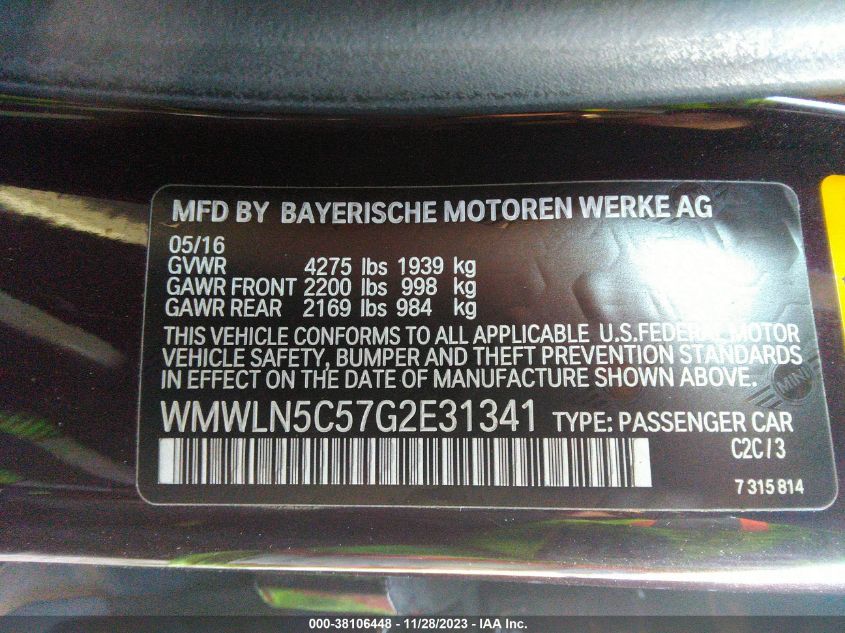 MFD BY BAYERISCHE MOTOREN WERKE AG
05/16
GVWR 4275 lbs 1939 kg
GAWR FRONT 2200 lbs 998 kg
GAWR REAR 2169 lbs 984 kg
THIS VEHICLE CONFORMS TO ALL APPLICABLE U.S.FEDERAL MOTOR
VEHICLE SAFETY, BUMPER AND THEFT PREVENTION STANDARDS
IN EFFECT ON THE DATE OF MANUFACTURE SHOWN ABOVE.
MINI
WMWLN5C57G2E31341 TYPE: PASSENGER CAR
C2C/3
7 315 814
000-38106448 - 11/28/2023 - IAA Inc.